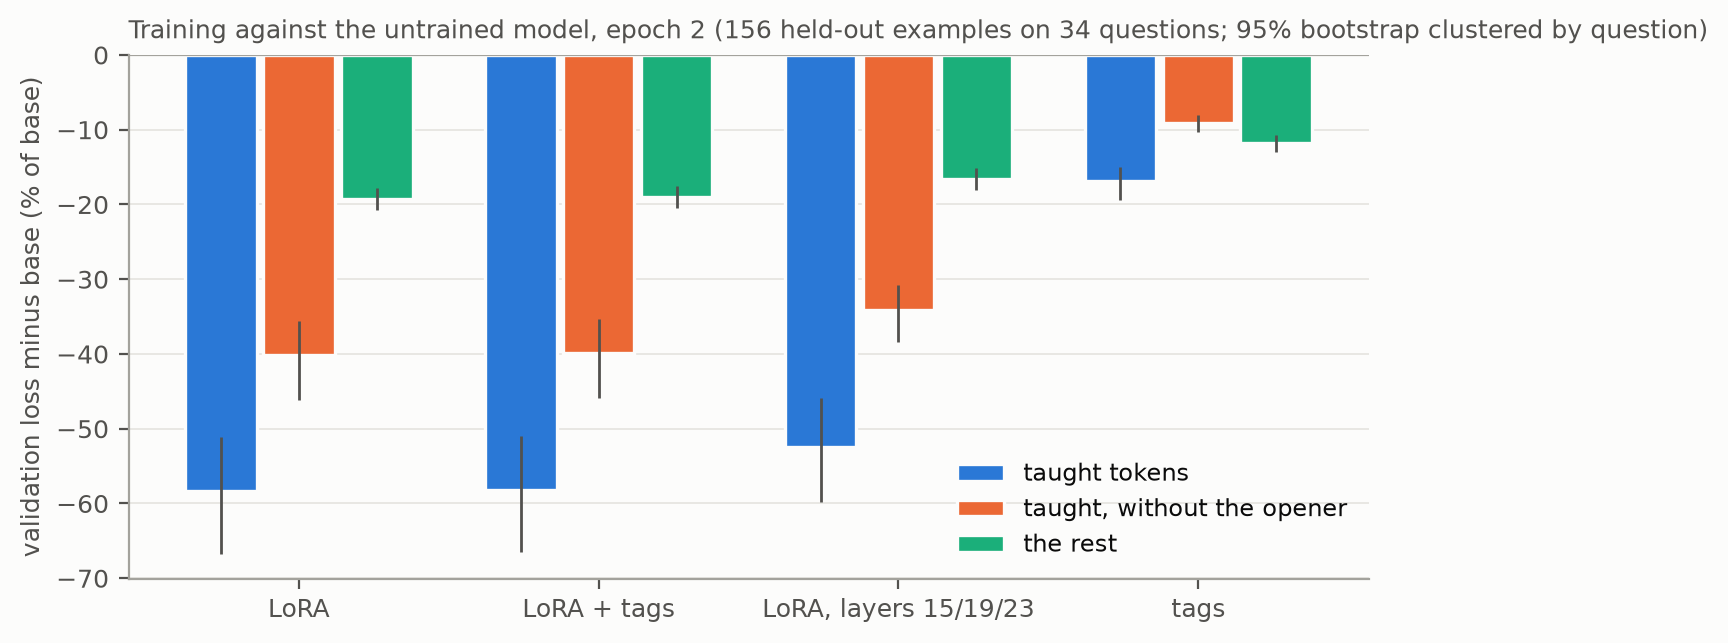 Training against the untrained model, epoch 2 (156 held-out examples on 34 questions; 95% bootstrap clustered by question)
validation loss minus base (% of base)
0
−10
−20
−30
−40
−50
−60
−70
taught tokens
taught, without the opener
the rest
LoRA
LoRA + tags
LoRA, layers 15/19/23
tags